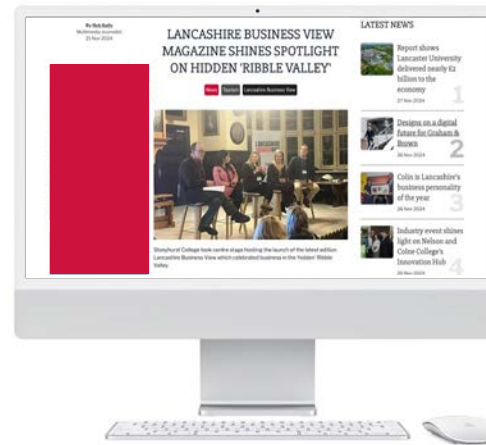 By Rob Kelly
Multimedia Journalist
25 Nov 2024
LANCASHIRE BUSINESS VIEW
MAGAZINE SHINES SPOTLIGHT
ON HIDDEN 'RIBBLE VALLEY'
News Tourism Lancashire Business View
LANCASHIRE
Stonyhurst College took centre stage hosting the launch of the latest edition
Lancashire Business View which celebrated business in the 'hidden' Ribble
Valley.
LATEST NEWS
Report shows
Lancaster University
delivered nearly £2
billion to the
economy
27 Nov 2024
1
Designs on a digital
future for Graham &
Brown
26 Nov 2024
2
Colin is Lancashire's
business personality
of the year
26 Nov 2024
3
Industry event shines
light on Nelson and
Colne College's
Innovation Hub
26 Nov 2024
4